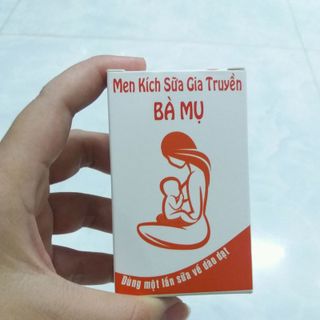 Men Kích Sữa Gia Truyền
BÀ MỤ
Dùng một lần sữa về dào dạt